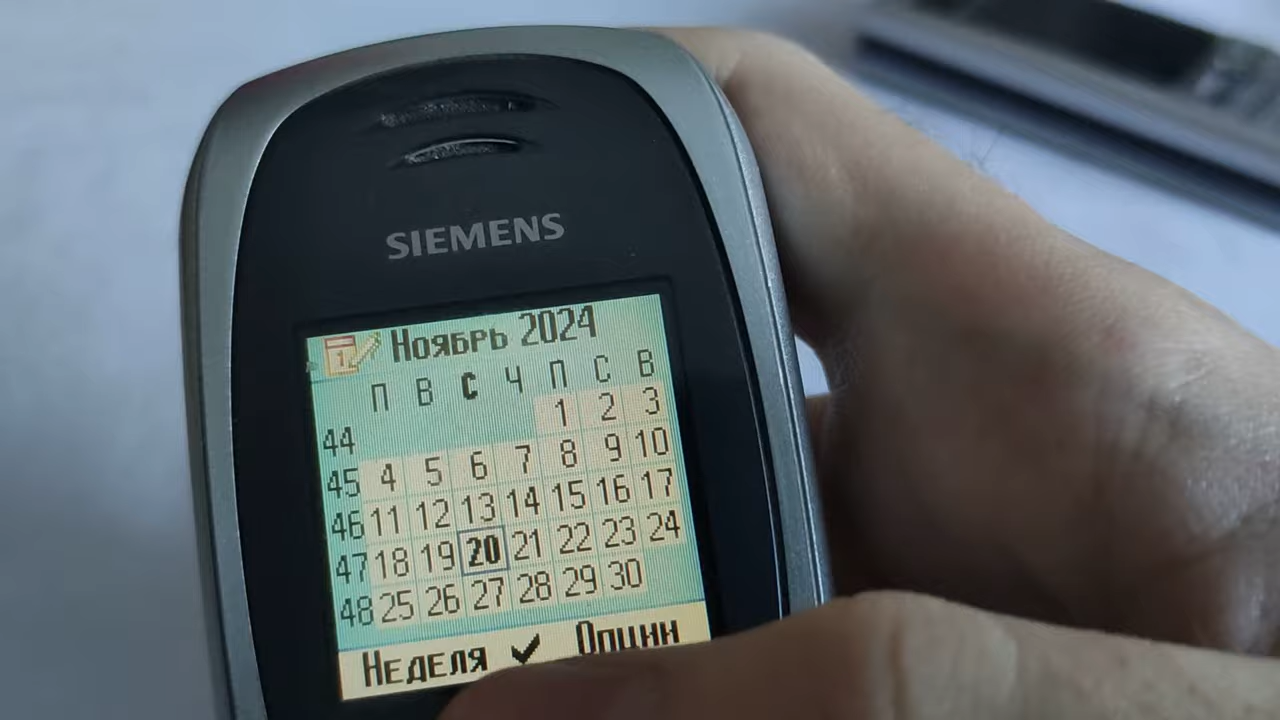 SIEMENS
1
Ноябрь 2024
П В С Ч П С В
44 1 2 3
45 4 5 6 7 8 9 10
46 11 12 13 14 15 16 17
47 18 19 20 21 22 23 24
48 25 26 27 28 29 30
Неделя ✓ Опции